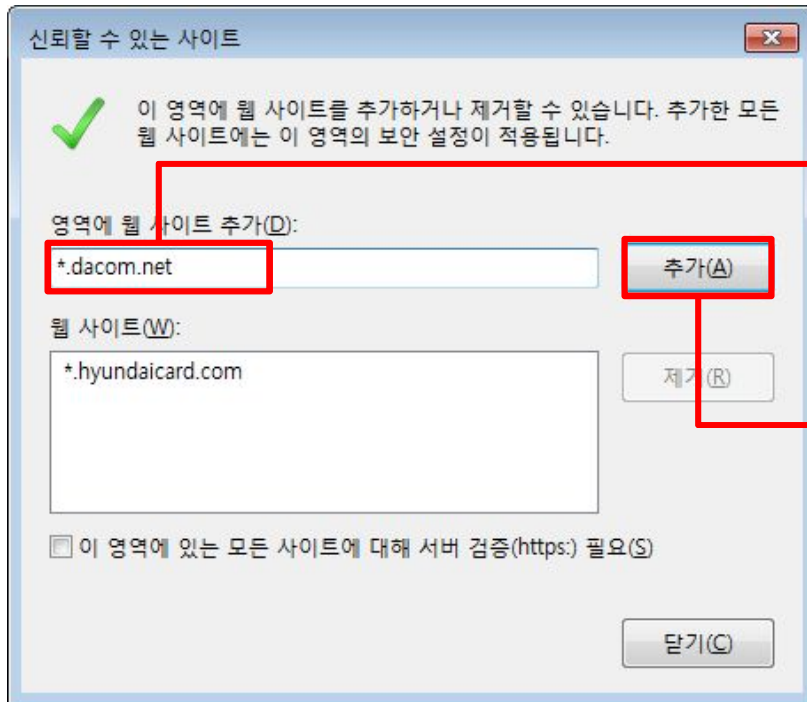 신뢰할 수 있는 사이트
이 영역에 웹 사이트를 추가하거나 제거할 수 있습니다. 추가한 모든
웹 사이트에는 이 영역의 보안 설정이 적용됩니다.
영역에 웹 사이트 추가(D):
*.dacom.net
추가(A)
웹 사이트(W):
*.hyundaicard.com
제거(R)
이 영역에 있는 모든 사이트에 대해 서버 검증(https:) 필요(S)
닫기(C)